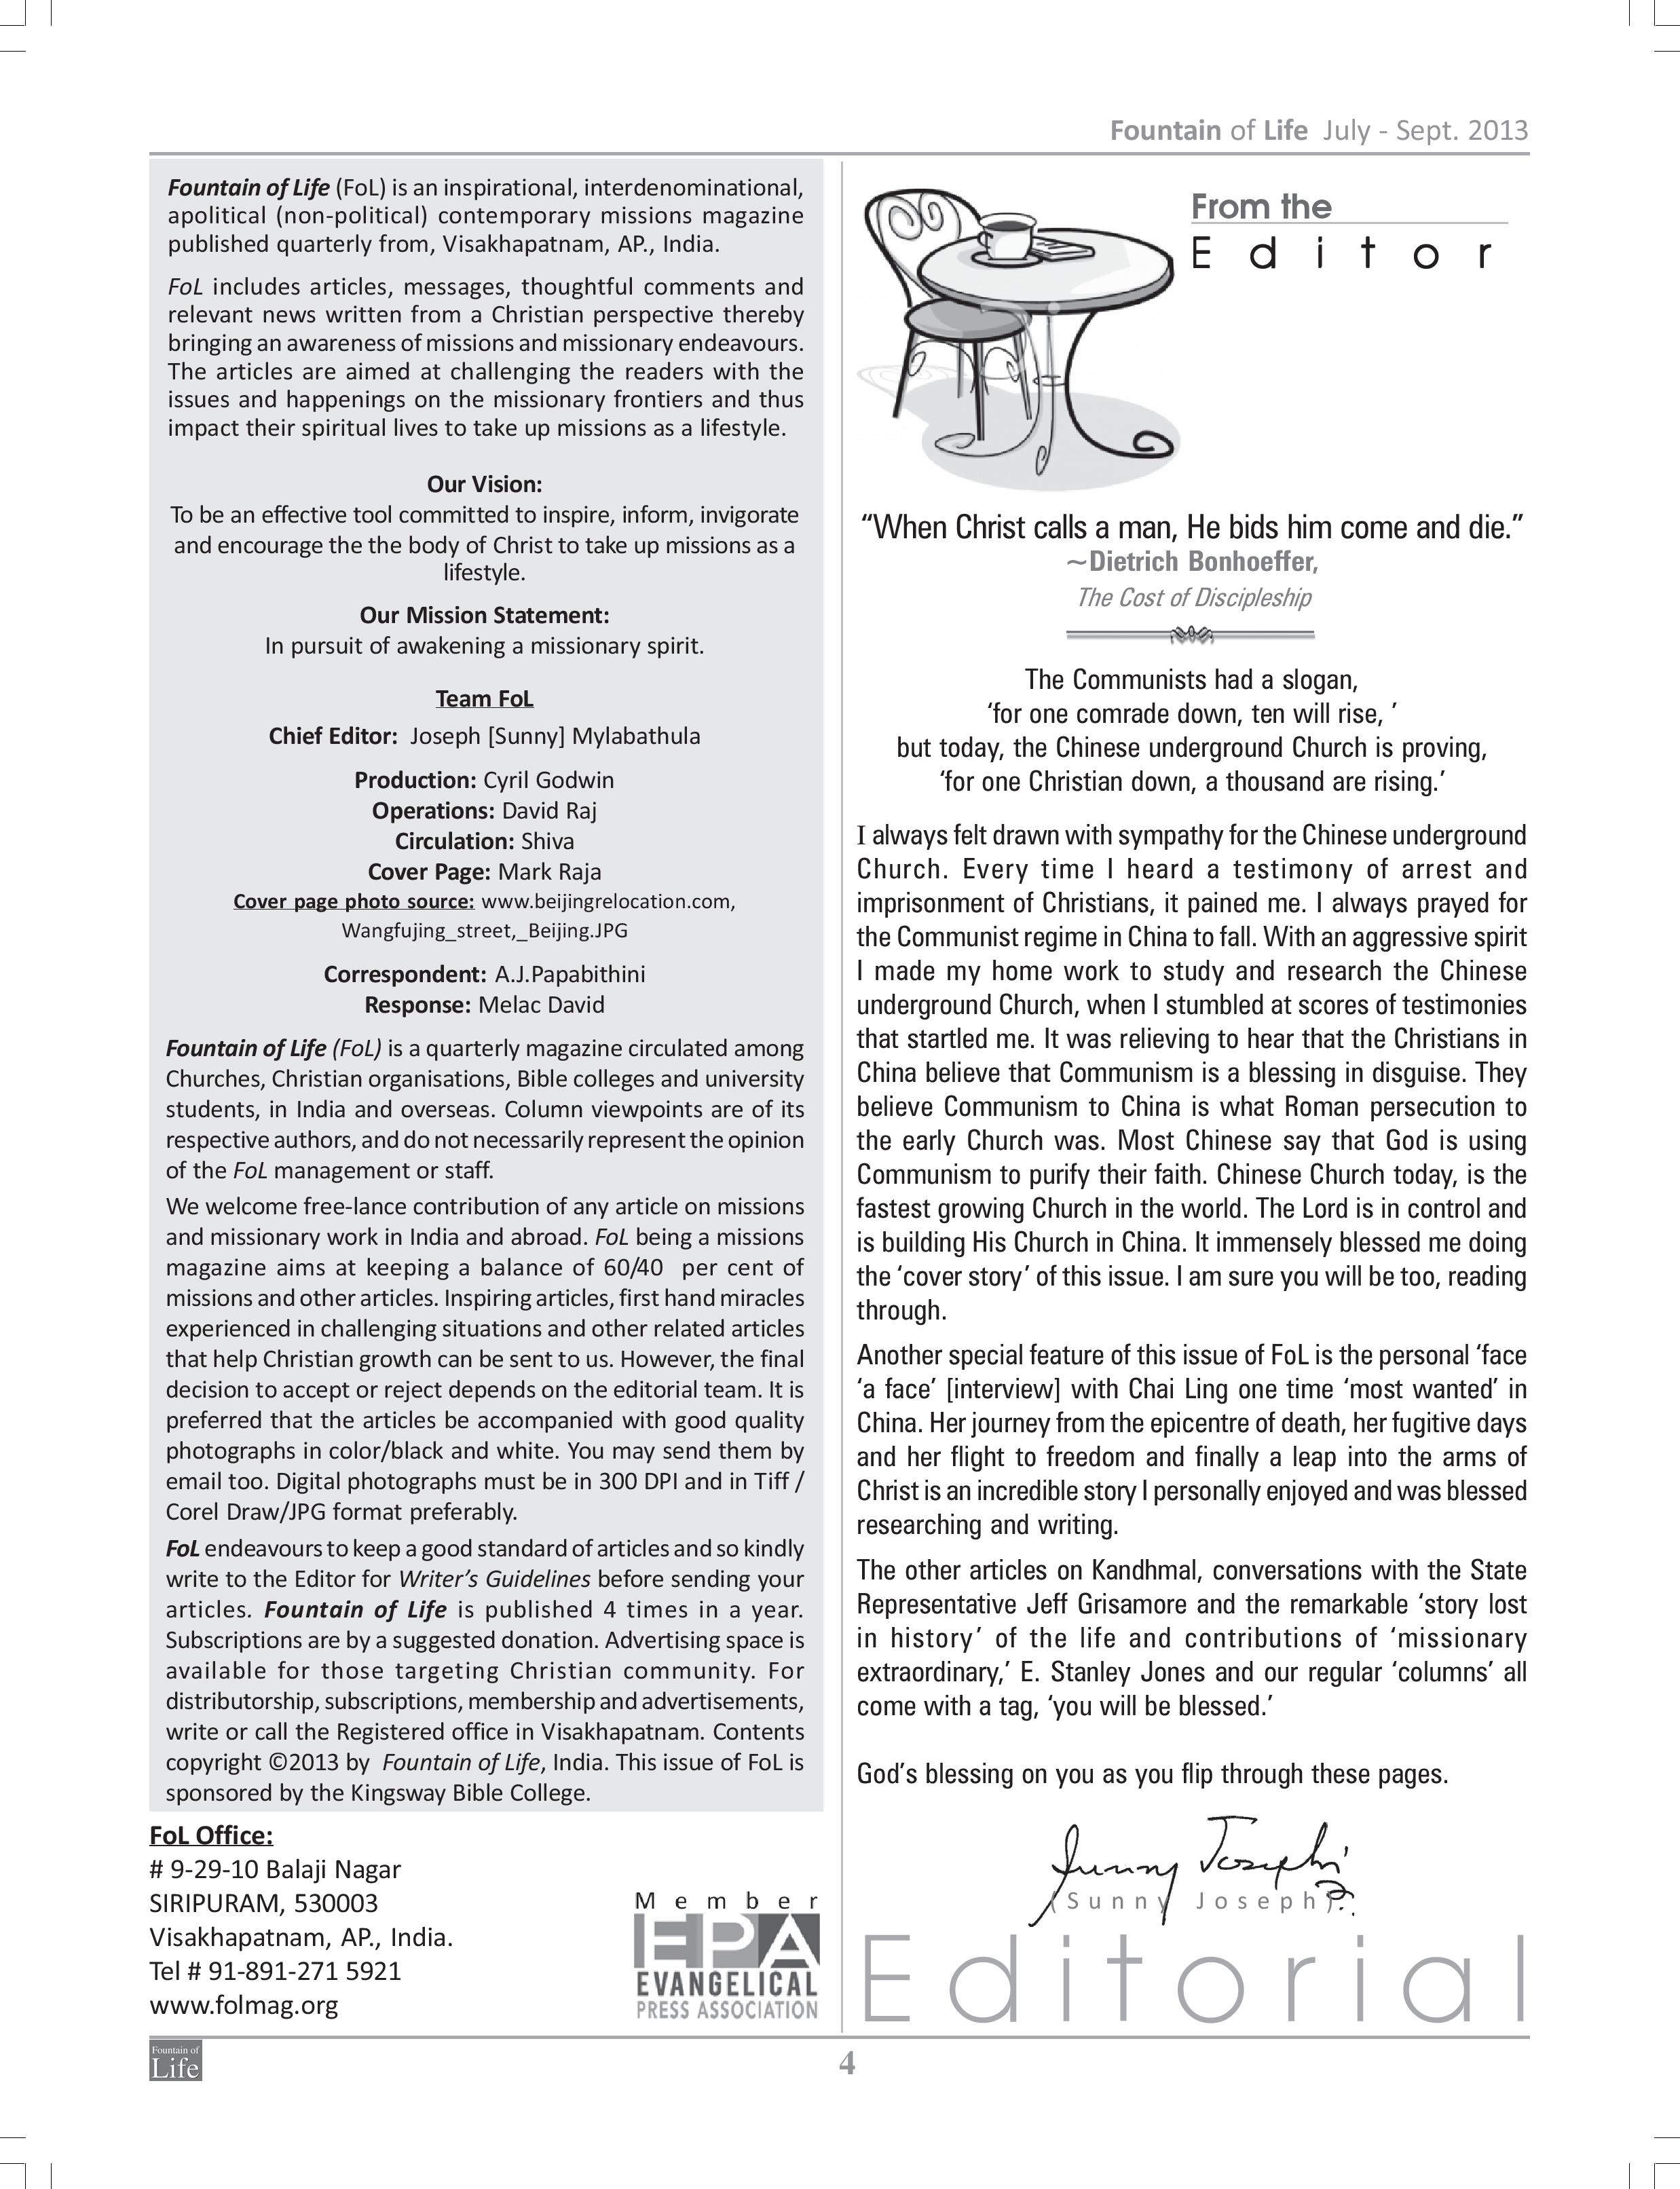 Fountain of Life July - Sept. 2013
Fountain of Life (FoL) is an inspirational, interdenominational,
apolitical (non-political) contemporary missions magazine
published quarterly from, Visakhapatnam, AP., India.
FoL includes articles, messages, thoughtful comments and
relevant news written from a Christian perspective thereby
bringing an awareness of missions and missionary endeavours.
The articles are aimed at challenging the readers with the
issues and happenings on the missionary frontiers and thus
impact their spiritual lives to take up missions as a lifestyle.
Our Vision:
To be an effective tool committed to inspire, inform, invigorate
and encourage the the body of Christ to take up missions as a
lifestyle.
Our Mission Statement:
In pursuit of awakening a missionary spirit.
Team FoL
Chief Editor: Joseph [Sunny] Mylabathula
Production: Cyril Godwin
Operations: David Raj
Circulation: Shiva
Cover Page: Mark Raja
Cover page photo source: www.beijingrelocation.com,
Wangfujing_street,_Beijing.JPG
Correspondent: A.J.Papabithini
Response: Melac David
Fountain of Life (FoL) is a quarterly magazine circulated among
Churches, Christian organisations, Bible colleges and university
students, in India and overseas. Column viewpoints are of its
respective authors, and do not necessarily represent the opinion
of the FoL management or staff.
We welcome free-lance contribution of any article on missions
and missionary work in India and abroad. FoL being a missions
magazine aims at keeping a balance of 60/40 per cent of
missions and other articles. Inspiring articles, first hand miracles
experienced in challenging situations and other related articles
that help Christian growth can be sent to us. However, the final
decision to accept or reject depends on the editorial team. It is
preferred that the articles be accompanied with good quality
photographs in color/black and white. You may send them by
email too. Digital photographs must be in 300 DPI and in Tiff /
Corel Draw/JPG format preferably.
FoL endeavours to keep a good standard of articles and so kindly
write to the Editor for Writer’s Guidelines before sending your
articles. Fountain of Life is published 4 times in a year.
Subscriptions are by a suggested donation. Advertising space is
available for those targeting Christian community. For
distributorship, subscriptions, membership and advertisements,
write or call the Registered office in Visakhapatnam. Contents
copyright ©2013 by Fountain of Life, India. This issue of FoL is
sponsored by the Kingsway Bible College.
FoL Office:
# 9-29-10 Balaji Nagar
SIRIPURAM, 530003
Visakhapatnam, AP., India.
Tel # 91-891-271 5921
www.folmag.org
Member
EPA
EVANGELICAL
PRESS ASSOCIATION
From the
Editor
“When Christ calls a man, He bids him come and die.”
~Dietrich Bonhoeffer,
The Cost of Discipleship
The Communists had a slogan,
‘for one comrade down, ten will rise, ’
but today, the Chinese underground Church is proving,
‘for one Christian down, a thousand are rising.’
I always felt drawn with sympathy for the Chinese underground
Church. Every time I heard a testimony of arrest and
imprisonment of Christians, it pained me. I always prayed for
the Communist regime in China to fall. With an aggressive spirit
I made my home work to study and research the Chinese
underground Church, when I stumbled at scores of testimonies
that startled me. It was relieving to hear that the Christians in
China believe that Communism is a blessing in disguise. They
believe Communism to China is what Roman persecution to
the early Church was. Most Chinese say that God is using
Communism to purify their faith. Chinese Church today, is the
fastest growing Church in the world. The Lord is in control and
is building His Church in China. It immensely blessed me doing
the ‘cover story’ of this issue. I am sure you will be too, reading
through.
Another special feature of this issue of FoL is the personal ‘face
‘a face’ [interview] with Chai Ling one time ‘most wanted’ in
China. Her journey from the epicentre of death, her fugitive days
and her flight to freedom and finally a leap into the arms of
Christ is an incredible story I personally enjoyed and was blessed
researching and writing.
The other articles on Kandhmal, conversations with the State
Representative Jeff Grisamore and the remarkable ‘story lost
in history’ of the life and contributions of ‘missionary
extraordinary,’ E. Stanley Jones and our regular ‘columns’ all
come with a tag, ‘you will be blessed.’
God’s blessing on you as you flip through these pages.
Sunny Joseph
(Sunny Joseph)
Editorial
Fountain of
Life
4